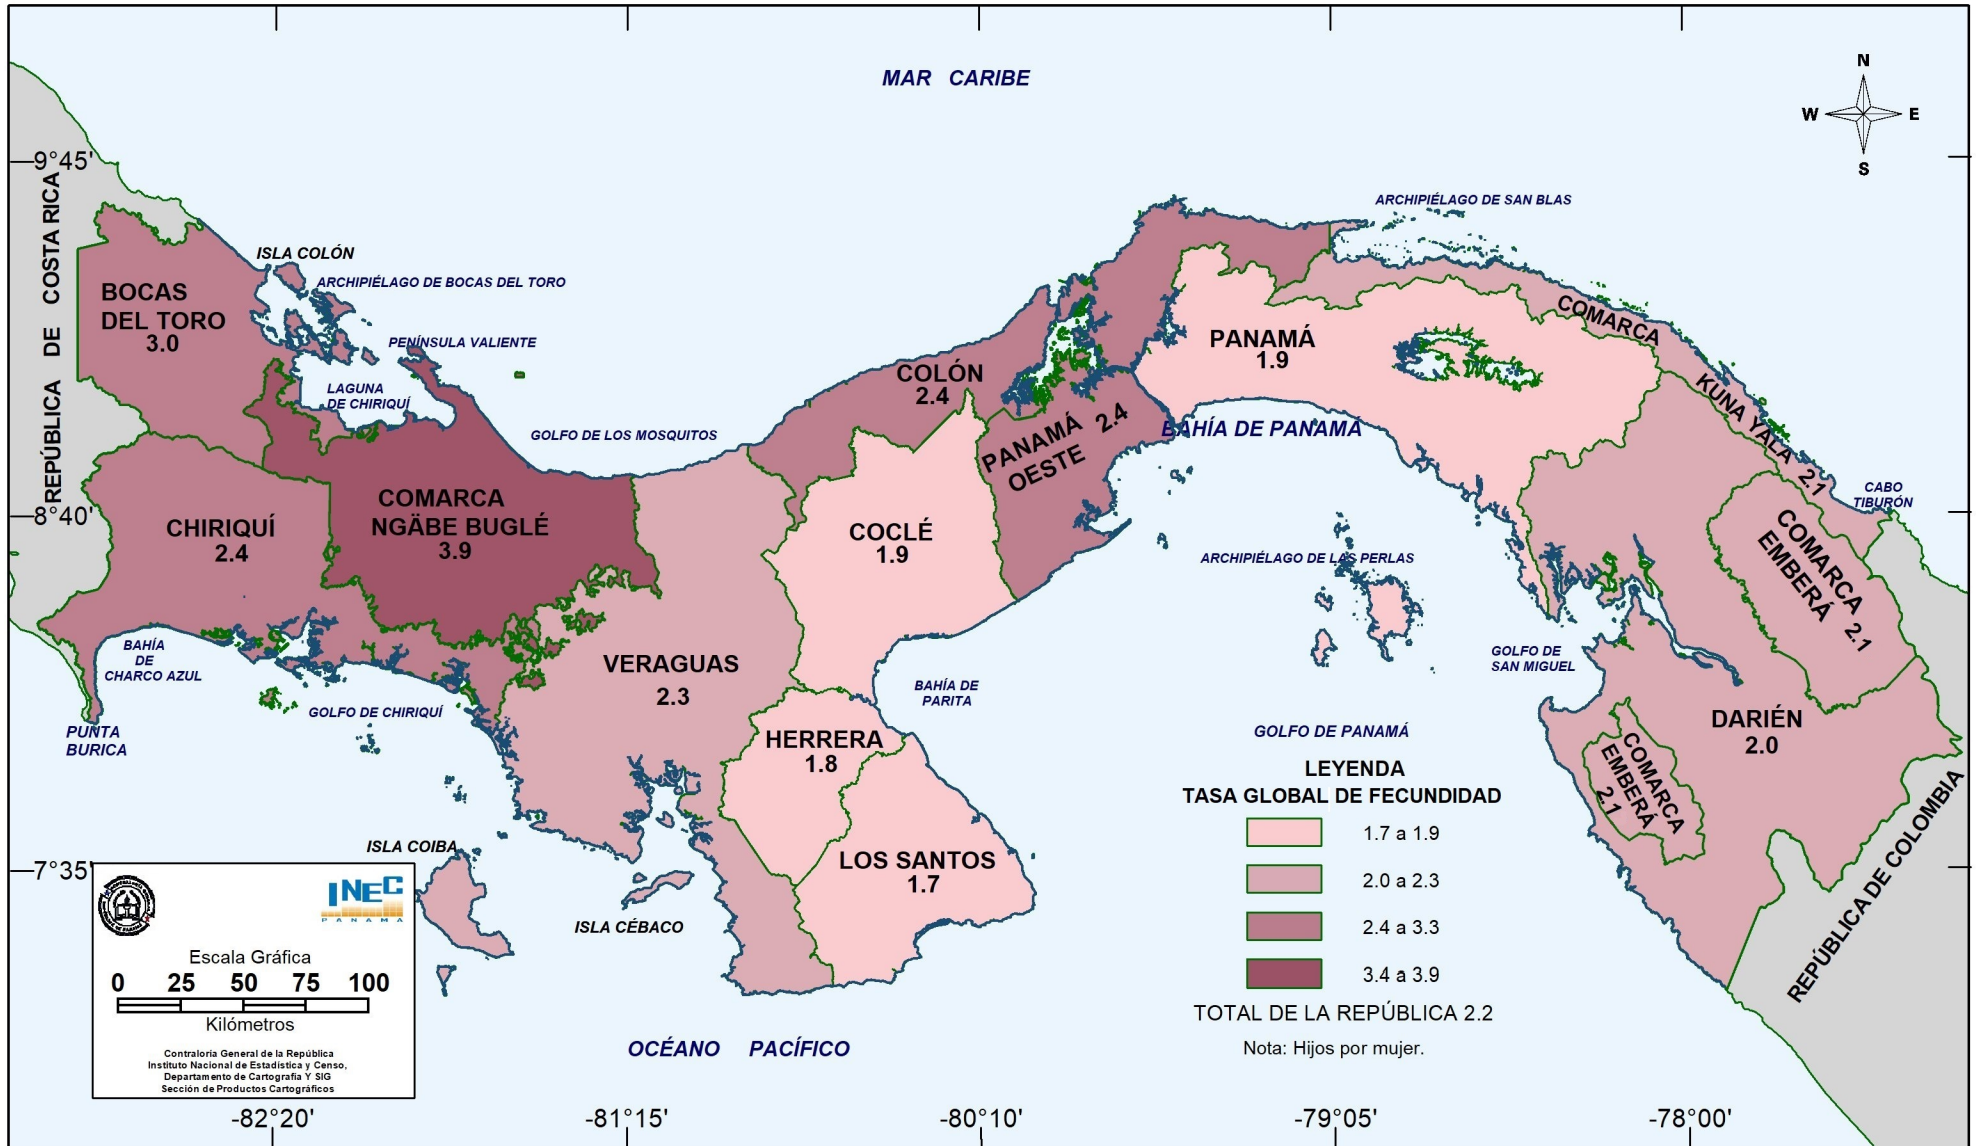 MAR CARIBE
N
W E
S
9°45'
8°40'
7°35'
REPÚBLICA DE COSTA RICA
ARCHIPIÉLAGO DE SAN BLAS
ISLA COLÓN
ARCHIPIÉLAGO DE BOCAS DEL TORO
BOCAS
DEL TORO
3.0
PENÍNSULA VALIENTE
LAGUNA
DE CHIRIQUÍ
GOLFO DE LOS MOSQUITOS
COLÓN
2.4
PANAMÁ
1.9
COMARCA
KUNA YALA 2.1
PANAMÁ
OESTE
2.4
BAHÍA DE PANAMÁ
CABO
TIBURÓN
CHIRIQUÍ
2.4
COMARCA
NGÄBE BUGLÉ
3.9
COCLÉ
1.9
ARCHIPIÉLAGO DE LAS PERLAS
COMARCA
EMBERÁ 2.1
BAHÍA
DE
CHARCO AZUL
VERAGUAS
2.3
BAHÍA DE
PARITA
GOLFO DE
SAN MIGUEL
GOLFO DE CHIRIQUÍ
PUNTA
BURICA
HERRERA
1.8
GOLFO DE PANAMÁ
DARIÉN
2.0
COMARCA
EMBERÁ
2.1
REPÚBLICA DE COLOMBIA
ISLA COIBA
LOS SANTOS
1.7
ISLA CÉBACO
LEYENDA
TASA GLOBAL DE FECUNDIDAD
1.7 a 1.9
2.0 a 2.3
2.4 a 3.3
3.4 a 3.9
TOTAL DE LA REPÚBLICA 2.2
Nota: Hijos por mujer.
INEC
PANAMÁ
Escala Gráfica
0 25 50 75 100
Kilómetros
Contraloría General de la República
Instituto Nacional de Estadística y Censo,
Departamento de Cartografía Y SIG
Sección de Productos Cartográficos
OCÉANO PACÍFICO
-82°20'
-81°15'
-80°10'
-79°05'
-78°00'